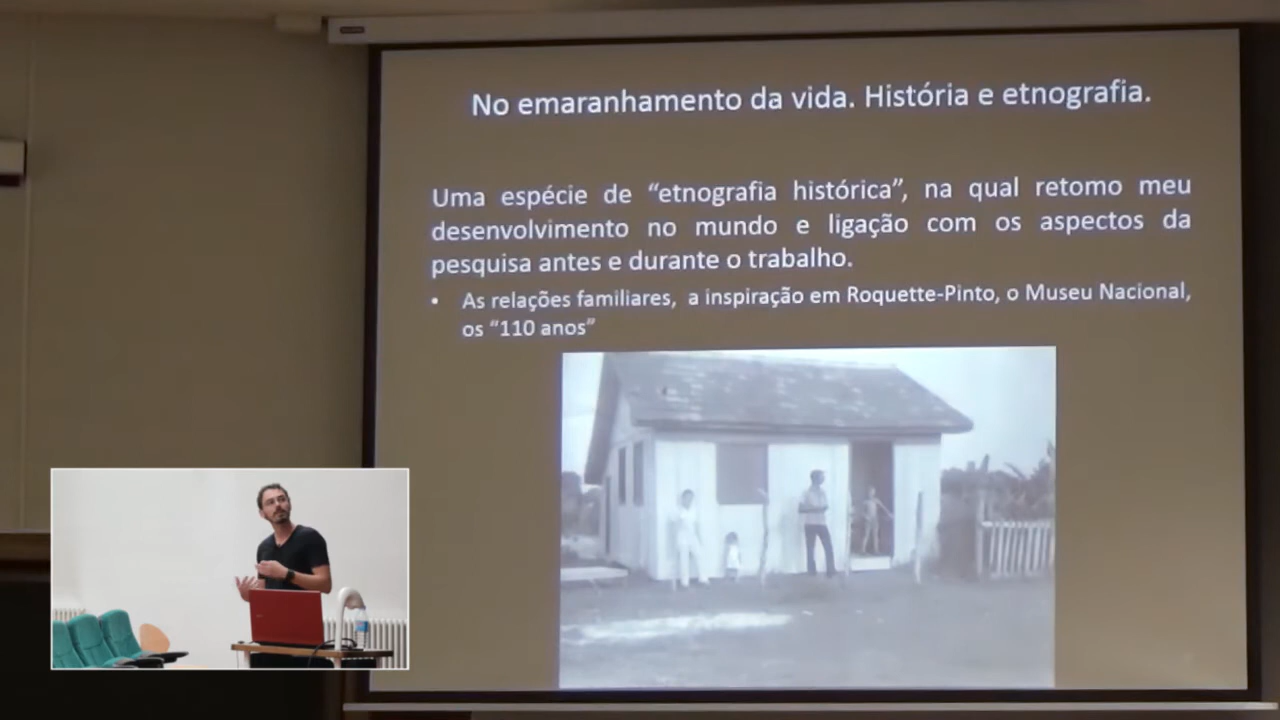 No emaranhamento da vida. História e etnografia.
Uma espécie de “etnografia histórica”, na qual retomo meu
desenvolvimento no mundo e ligação com os aspectos da
pesquisa antes e durante o trabalho.
• As relações familiares, a inspiração em Roquette-Pinto, o Museu Nacional,
os “110 anos”